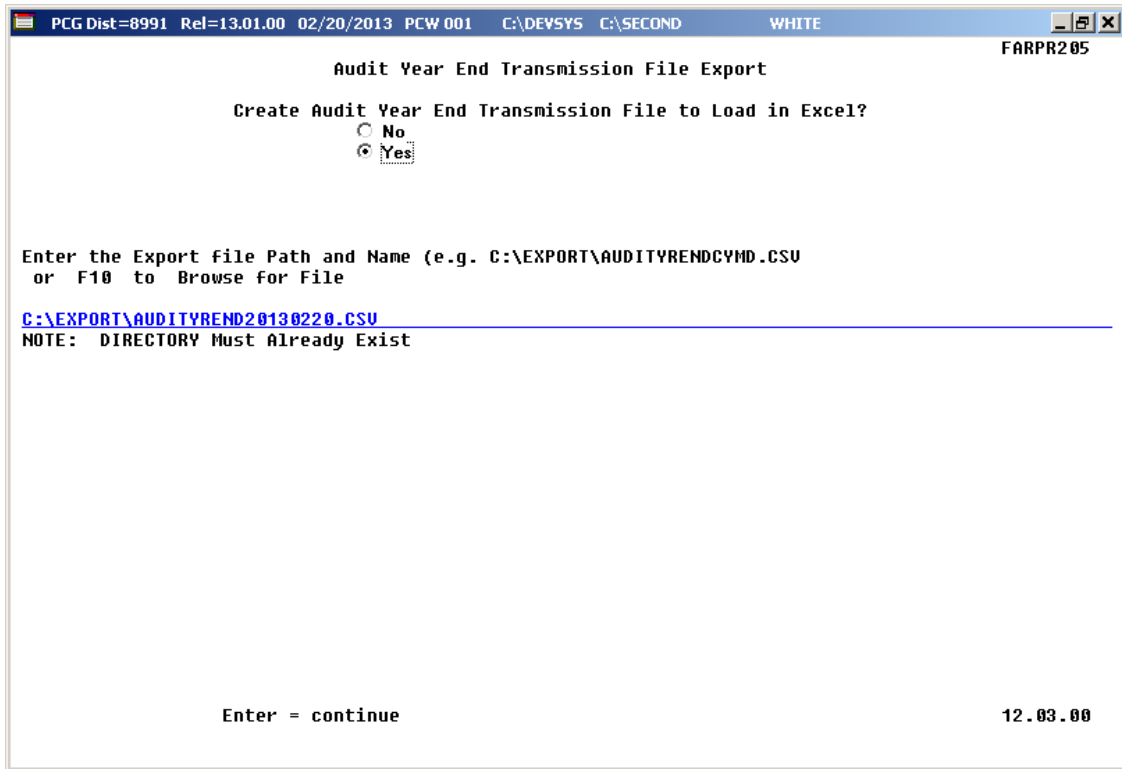 PCG Dist=8991 Rel=13.01.00 02/20/2013 PCW 001 C:\DEVSYS C:\SECOND WHITE
FARPR205
Audit Year End Transmission File Export
Create Audit Year End Transmission File to Load in Excel?
No
Yes
Enter the Export file Path and Name (e.g. C:\EXPORT\AUDITYRENDCYMD.CSV
or F10 to Browse for File
C:\EXPORT\AUDITYREND20130220.CSV
NOTE: DIRECTORY Must Already Exist
Enter = continue 12.03.00